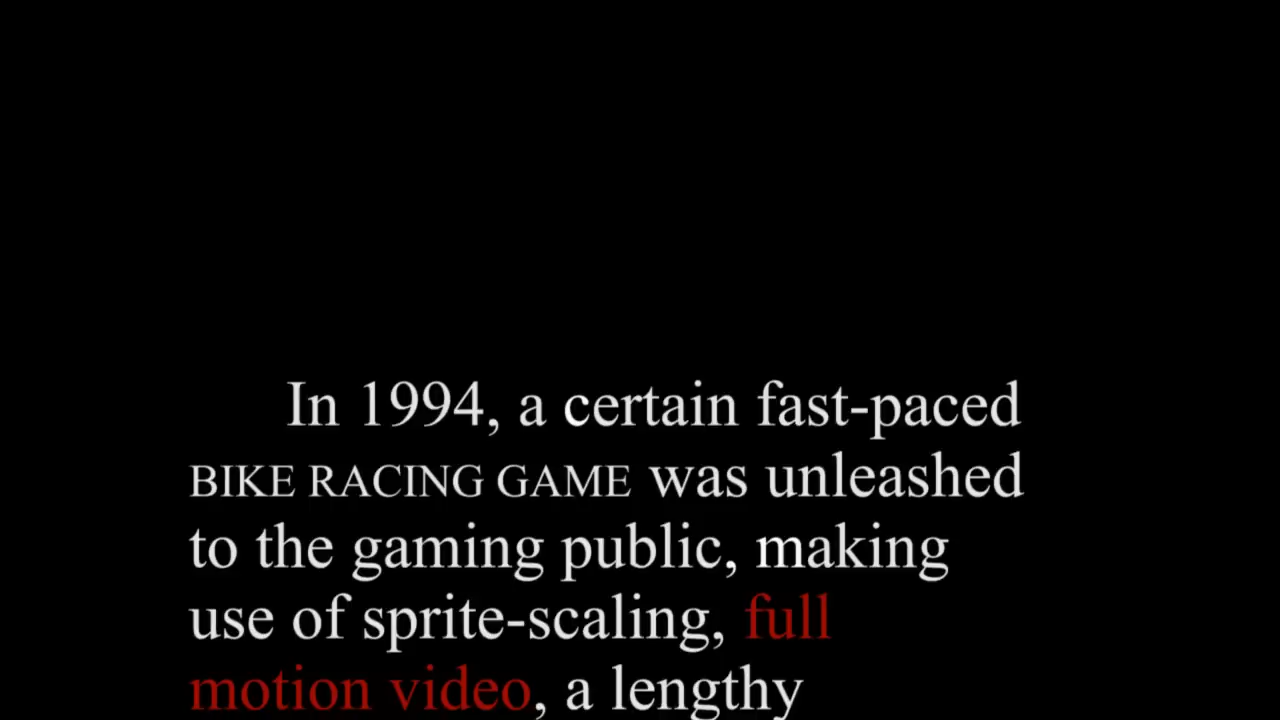 In 1994, a certain fast-paced
BIKE RACING GAME was unleashed
to the gaming public, making
use of sprite-scaling, full
motion video, a lengthy